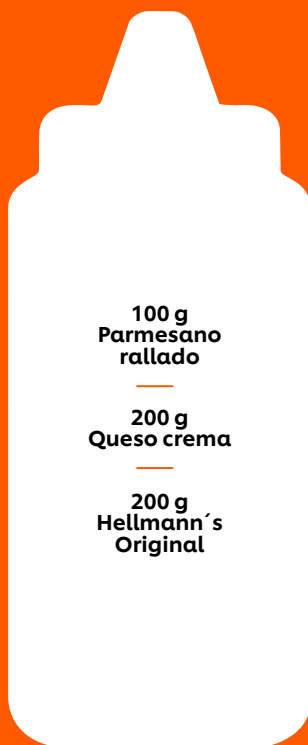 100 g
Parmesano
rallado
200 g
Queso crema
200 g
Hellmann´s
Original